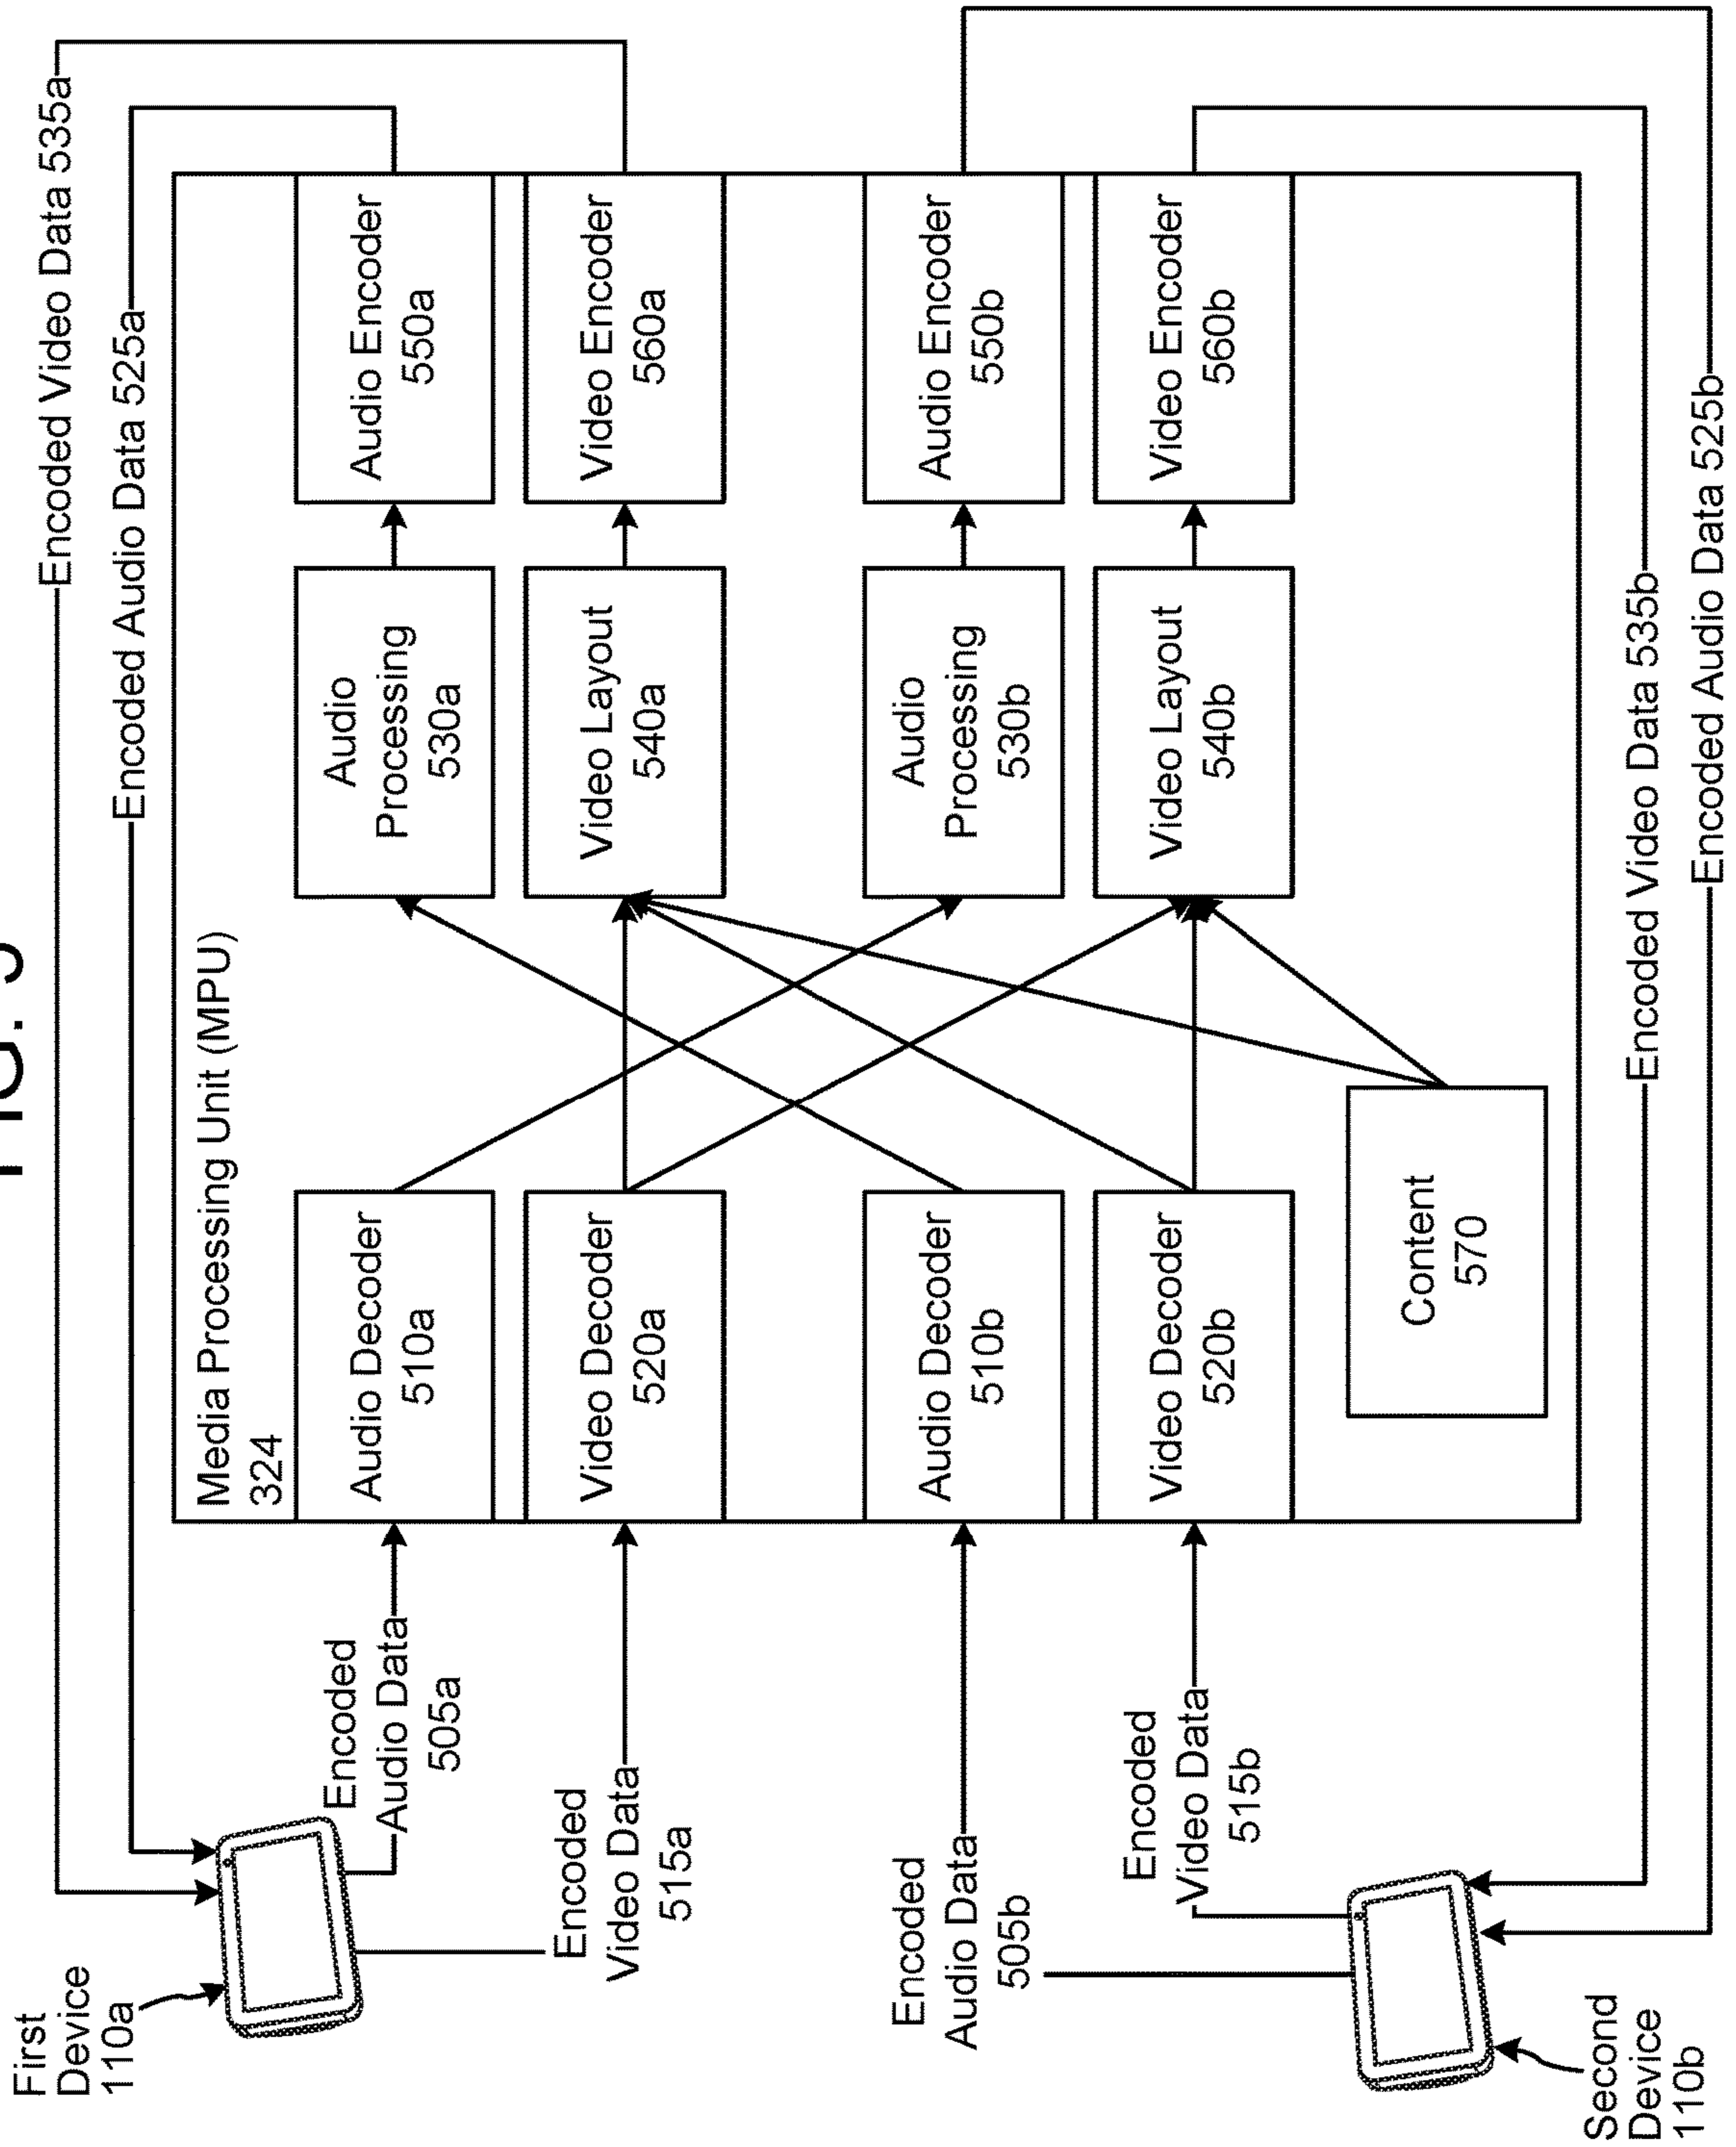 Encoded Video Data 535a
Encoded Audio Data 525a
First
Device
110a
Media Processing Unit (MPU)
324
Encoded
Audio Data
505a
Audio Decoder
510a
Audio
Processing
530a
Audio Encoder
550a
Encoded
Video Data
515a
Video Decoder
520a
Video Layout
540a
Video Encoder
560a
Encoded
Audio Data
505b
Audio Decoder
510b
Audio
Processing
530b
Audio Encoder
550b
Encoded
Video Data
515b
Video Decoder
520b
Video Layout
540b
Video Encoder
560b
Content
570
Second
Device
110b
Encoded Video Data 535b
Encoded Audio Data 525b